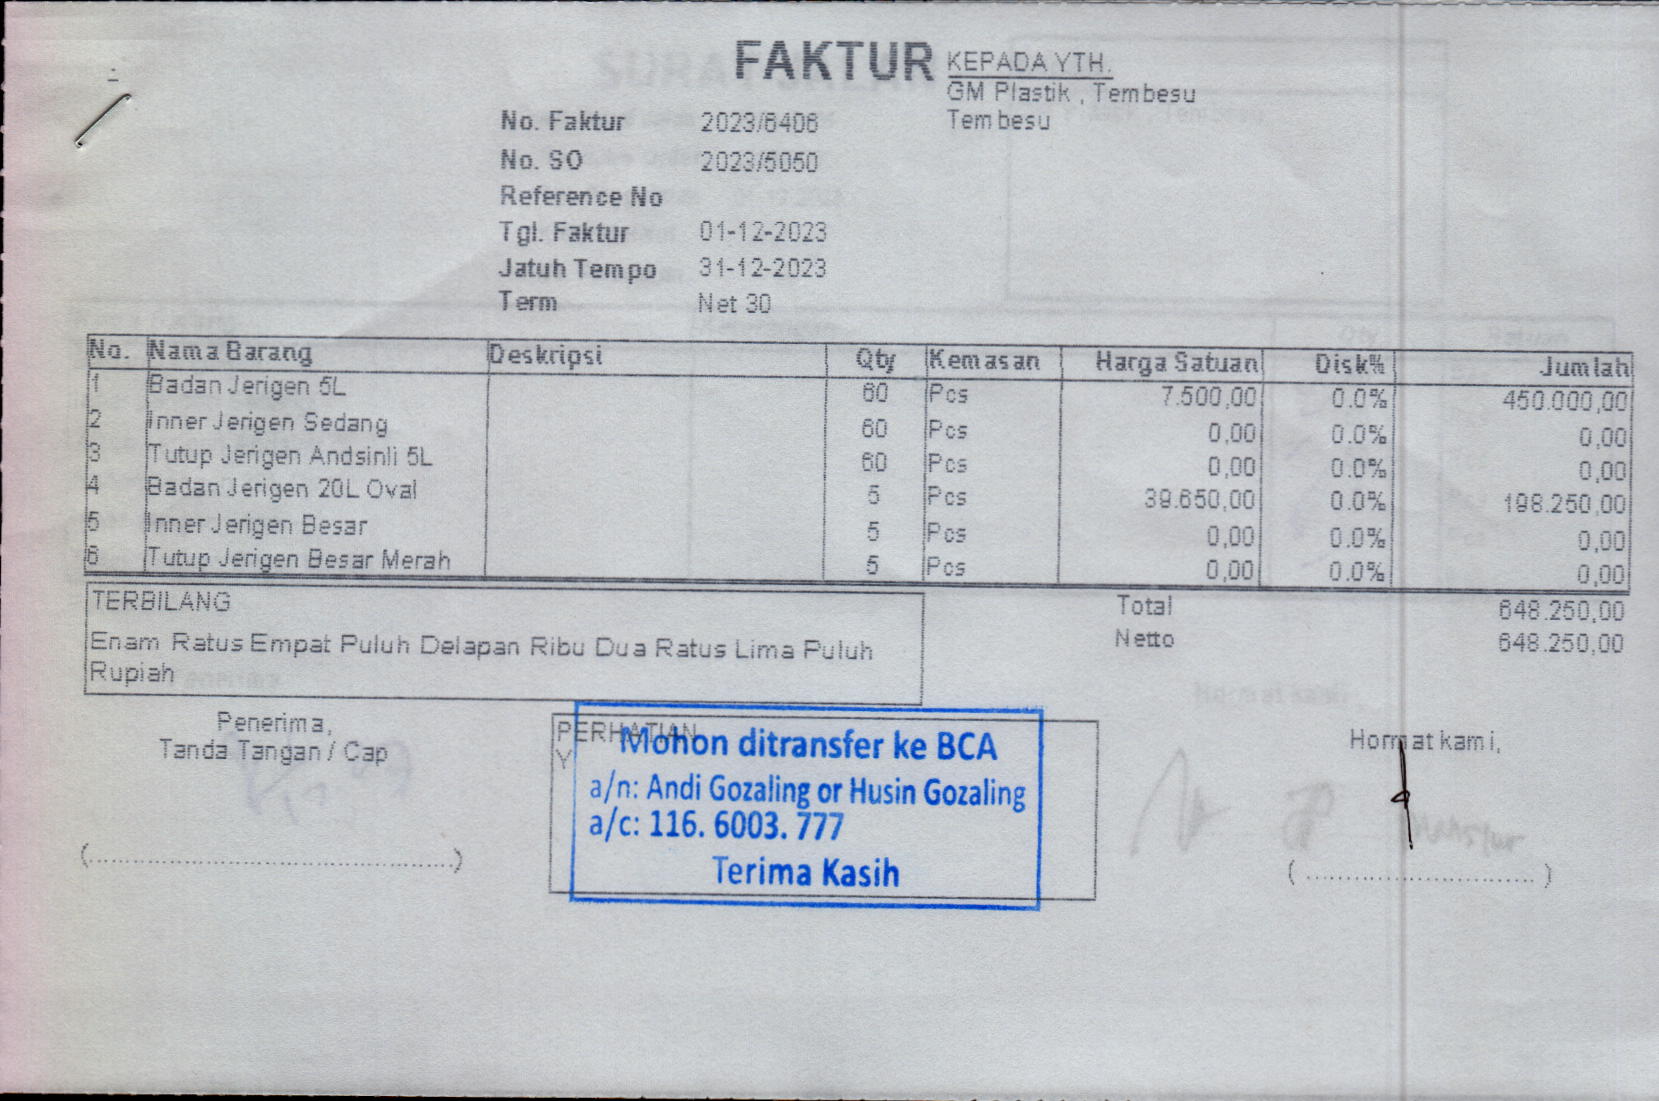 FAKTUR
KEPADA YTH.
GM Plastik , Tembesu
Tembesu
No. Faktur 2023/6406
No. SO 2023/5050
Reference No
Tgl. Faktur 01-12-2023
Jatuh Tempo 31-12-2023
Term Net 30
No. Nama Barang Deskripsi Qty Kemasan Harga Satuan Disk% Jumlah
1 Badan Jerigen 5L 60 Pcs 7.500,00 0.0% 450.000,00
2 Inner Jerigen Sedang 60 Pcs 0,00 0.0% 0,00
3 Tutup Jerigen Andsinli 5L 60 Pcs 0,00 0.0% 0,00
4 Badan Jerigen 20L Oval 5 Pcs 39.650,00 0.0% 198.250,00
5 Inner Jerigen Besar 5 Pcs 0,00 0.0% 0,00
6 Tutup Jerigen Besar Merah 5 Pcs 0,00 0.0% 0,00
TERBILANG
Enam Ratus Empat Puluh Delapan Ribu Dua Ratus Lima Puluh
Rupiah
Total 648.250,00
Netto 648.250,00
Penerima,
Tanda Tangan / Cap
(..............................................)
PERHATIAN
Y
Mohon ditransfer ke BCA
a/n: Andi Gozaling or Husin Gozaling
a/c: 116. 6003. 777
Terima Kasih
Hormat kami,
( ............................. )